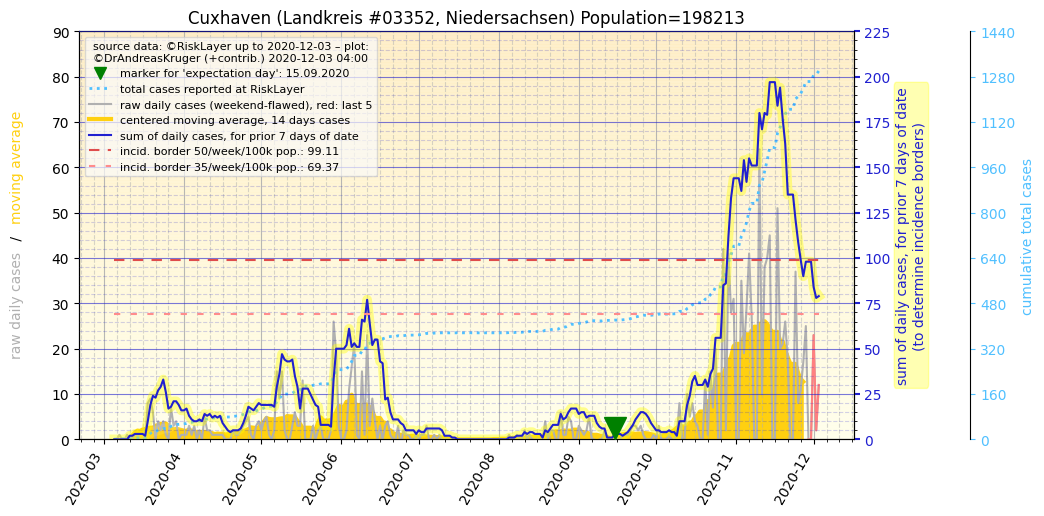 Cuxhaven (Landkreis #03352, Niedersachsen) Population=198213
source data: ©RiskLayer up to 2020-12-03 – plot:
©DrAndreasKruger (+contrib.) 2020-12-03 04:00
marker for 'expectation day': 15.09.2020
total cases reported at RiskLayer
raw daily cases (weekend-flawed), red: last 5
centered moving average, 14 days cases
sum of daily cases, for prior 7 days of date
incid. border 50/week/100k pop.: 99.11
incid. border 35/week/100k pop.: 69.37
raw daily cases / moving average
90
80
70
60
50
40
30
20
10
0
2020-03
2020-04
2020-05
2020-06
2020-07
2020-08
2020-09
2020-10
2020-11
2020-12
225
200
175
150
125
100
75
50
25
0
sum of daily cases, for prior 7 days of date
(to determine incidence borders)
1440
1280
1120
960
800
640
480
320
160
0
cumulative total cases